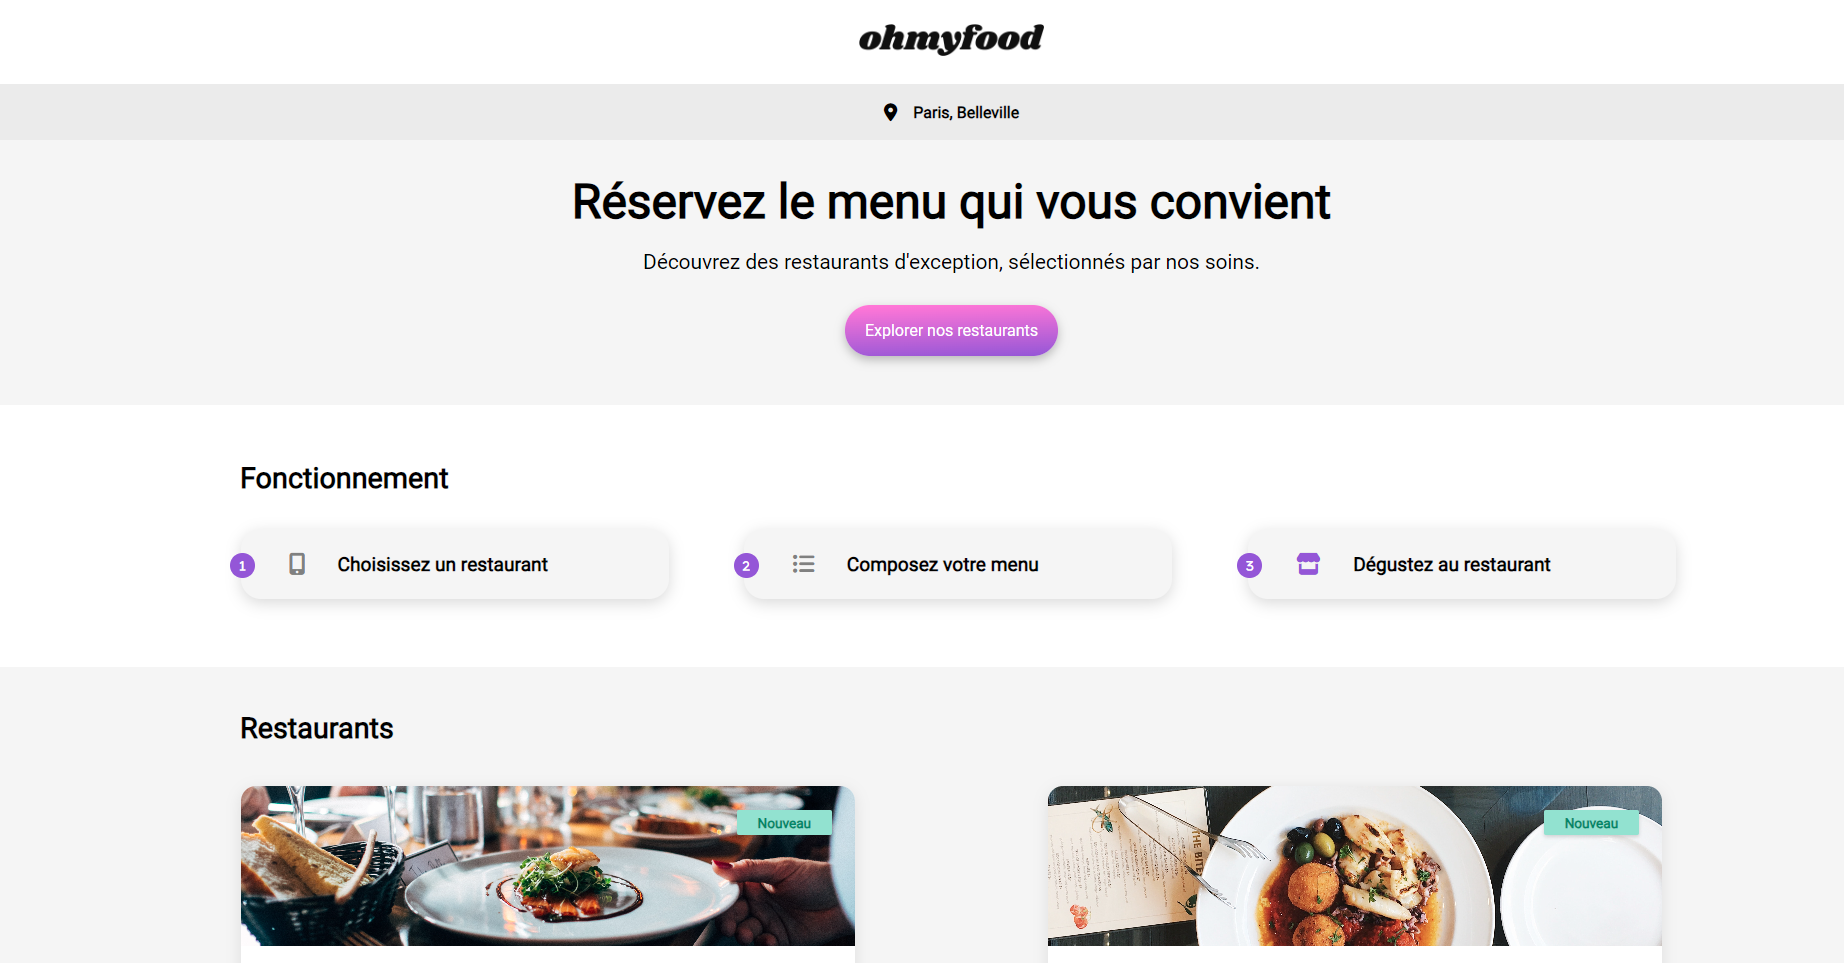 ohmyfood
Paris, Belleville
Réservez le menu qui vous convient
Découvrez des restaurants d'exception, sélectionnés par nos soins.
Explorer nos restaurants
Fonctionnement
1 Choisissez un restaurant
2 Composez votre menu
3 Dégustez au restaurant
Restaurants
Nouveau
Nouveau